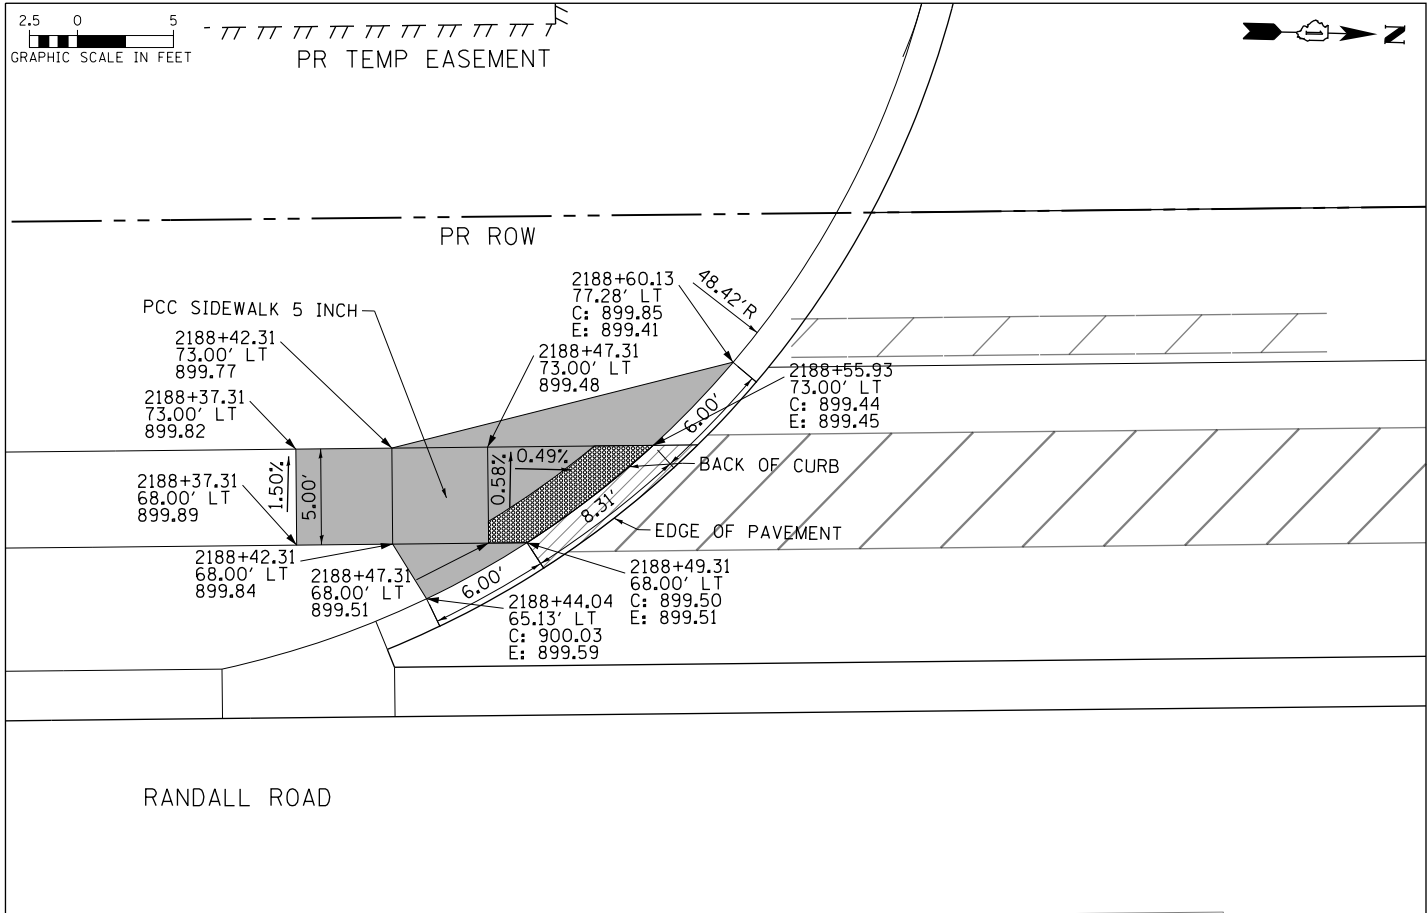 2.5 0 5
GRAPHIC SCALE IN FEET
PR TEMP EASEMENT
N
PR ROW
PCC SIDEWALK 5 INCH
2188+42.31
73.00' LT
899.77
2188+37.31
73.00' LT
899.82
2188+37.31
68.00' LT
899.89
2188+42.31
68.00' LT
899.84
2188+47.31
68.00' LT
899.51
1.50%
5.00'
2188+60.13
77.28' LT
C: 899.85
E: 899.41
48.42'R
2188+47.31
73.00' LT
899.48
2188+55.93
73.00' LT
C: 899.44
E: 899.45
0.58%
0.49%
6.00'
8.31'
6.00'
BACK OF CURB
EDGE OF PAVEMENT
2188+49.31
68.00' LT
C: 899.50
E: 899.51
2188+44.04
65.13' LT
C: 900.03
E: 899.59
RANDALL ROAD